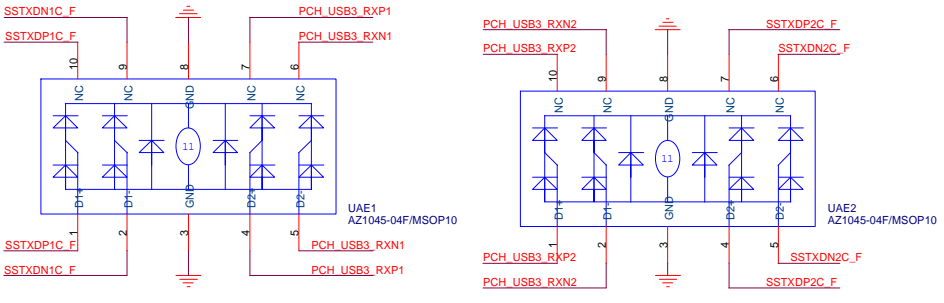 SSTXDN1C_F
PCH_USB3_RXP1
SSTXDP1C_F
PCH_USB3_RXN1
10
9
8
7
6
NC
NC
GND
NC
NC
11
D1+
D1-
GND
D2+
D2-
UAE1
AZ1045-04F/MSOP10
1
2
3
4
5
SSTXDP1C_F
PCH_USB3_RXN1
SSTXDN1C_F
PCH_USB3_RXP1
PCH_USB3_RXN2
SSTXDP2C_F
PCH_USB3_RXP2
SSTXDN2C_F
10
9
8
7
6
NC
NC
GND
NC
NC
11
D1+
D1-
GND
D2+
D2-
UAE2
AZ1045-04F/MSOP10
1
2
3
4
5
PCH_USB3_RXP2
SSTXDN2C_F
PCH_USB3_RXN2
SSTXDP2C_F